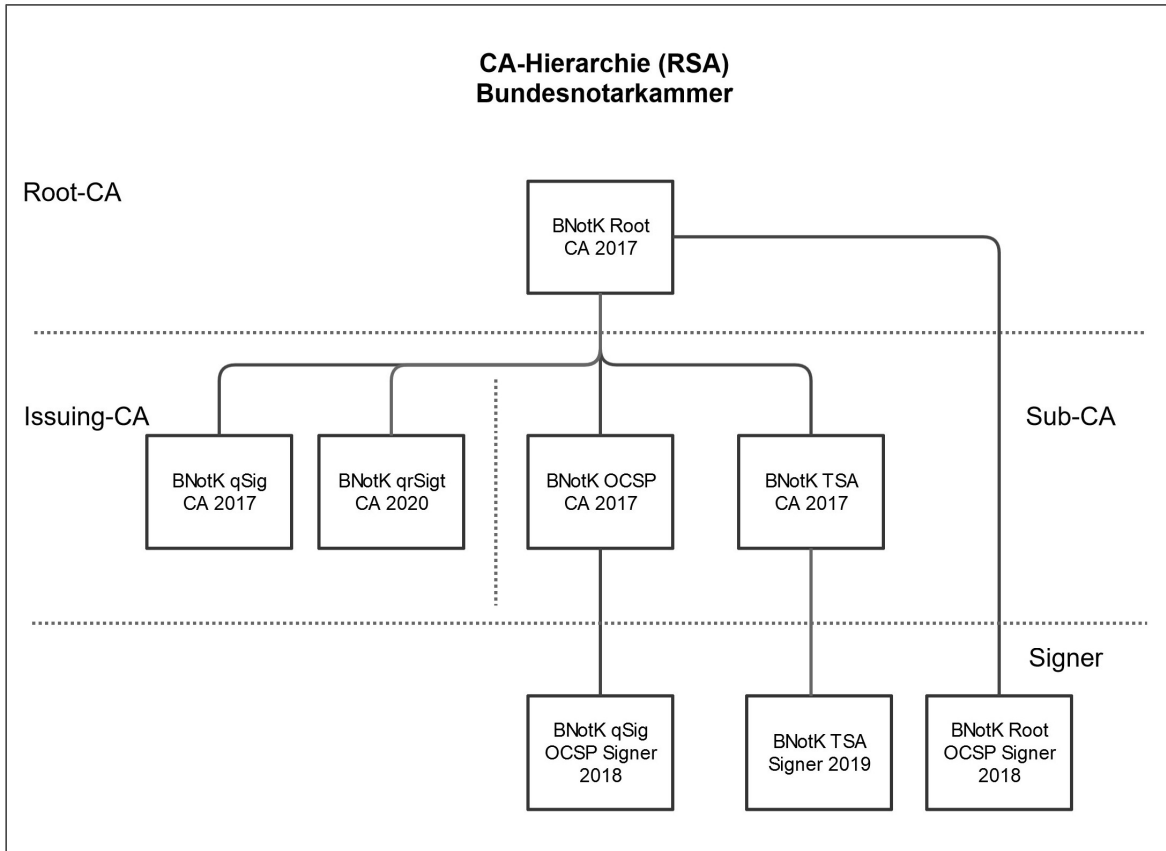 CA-Hierarchie (RSA)
Bundesnotarkammer
Root-CA
BNotK Root
CA 2017
Issuing-CA
Sub-CA
BNotK qSig
CA 2017
BNotK qrSigt
CA 2020
BNotK OCSP
CA 2017
BNotK TSA
CA 2017
Signer
BNotK qSig
OCSP Signer
2018
BNotK TSA
Signer 2019
BNotK Root
OCSP Signer
2018